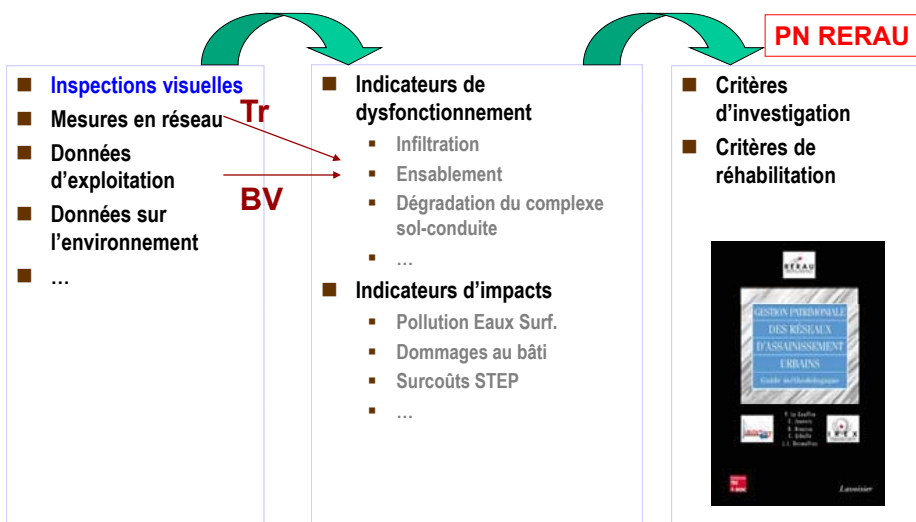 PN RERAU
Inspections visuelles
Mesures en réseau
Données
d'exploitation
Données sur
l'environnement
…
Tr
BV
Indicateurs de
dysfonctionnement
Infiltration
Ensablement
Dégradation du complexe
sol-conduite
…
Indicateurs d'impacts
Pollution Eaux Surf.
Dommages au bâti
Surcoûts STEP
…
Critères
d'investigation
Critères de
réhabilitation
RERAU
GESTION PATRIMONIALE
DES RÉSEAUX
D'ASSAINISSEMENT
URBAINS
Guide méthodologique
Lavoisier